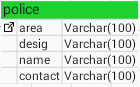 police
area Varchar(100)
desig Varchar(100)
name Varchar(100)
contact Varchar(100)